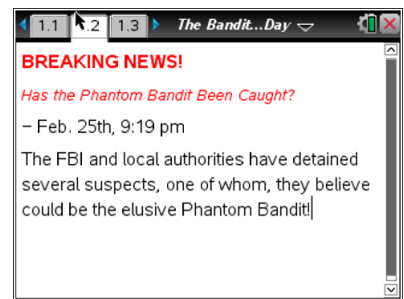 1.1 1.2 1.3 The Bandit...Day
BREAKING NEWS!
Has the Phantom Bandit Been Caught?
– Feb. 25th, 9:19 pm
The FBI and local authorities have detained
several suspects, one of whom, they believe
could be the elusive Phantom Bandit!